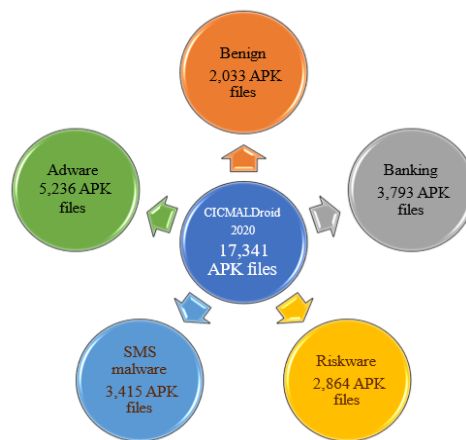 Benign
2,033 APK
files
Adware
5,236 APK
files
Banking
3,793 APK
files
CICMALDroid
2020
17,341
APK files
SMS
malware
3,415 APK
files
Riskware
2,864 APK
files